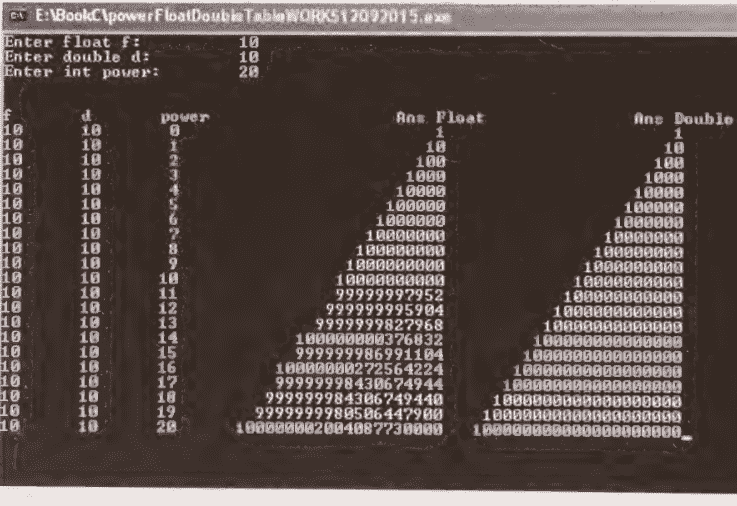 E:\BookC\powerFloatDoubleTableWORKS12092015.exe
Enter float f: 10
Enter double d: 10
Enter int power: 20
f d power Ans Float Ans Double
10 10 0 1 1
10 10 1 10 10
10 10 2 100 100
10 10 3 1000 1000
10 10 4 10000 10000
10 10 5 100000 100000
10 10 6 1000000 1000000
10 10 7 10000000 10000000
10 10 8 100000000 100000000
10 10 9 1000000000 1000000000
10 10 10 10000000000 10000000000
10 10 11 99999997952 100000000000
10 10 12 999999995904 1000000000000
10 10 13 9999999827968 10000000000000
10 10 14 100000000376832 100000000000000
10 10 15 999999986991104 1000000000000000
10 10 16 10000000272564224 10000000000000000
10 10 17 99999998430674944 100000000000000000
10 10 18 999999984306749440 1000000000000000000
10 10 19 9999999980506447900 10000000000000000000
10 10 20 100000002004087730000 100000000000000000000